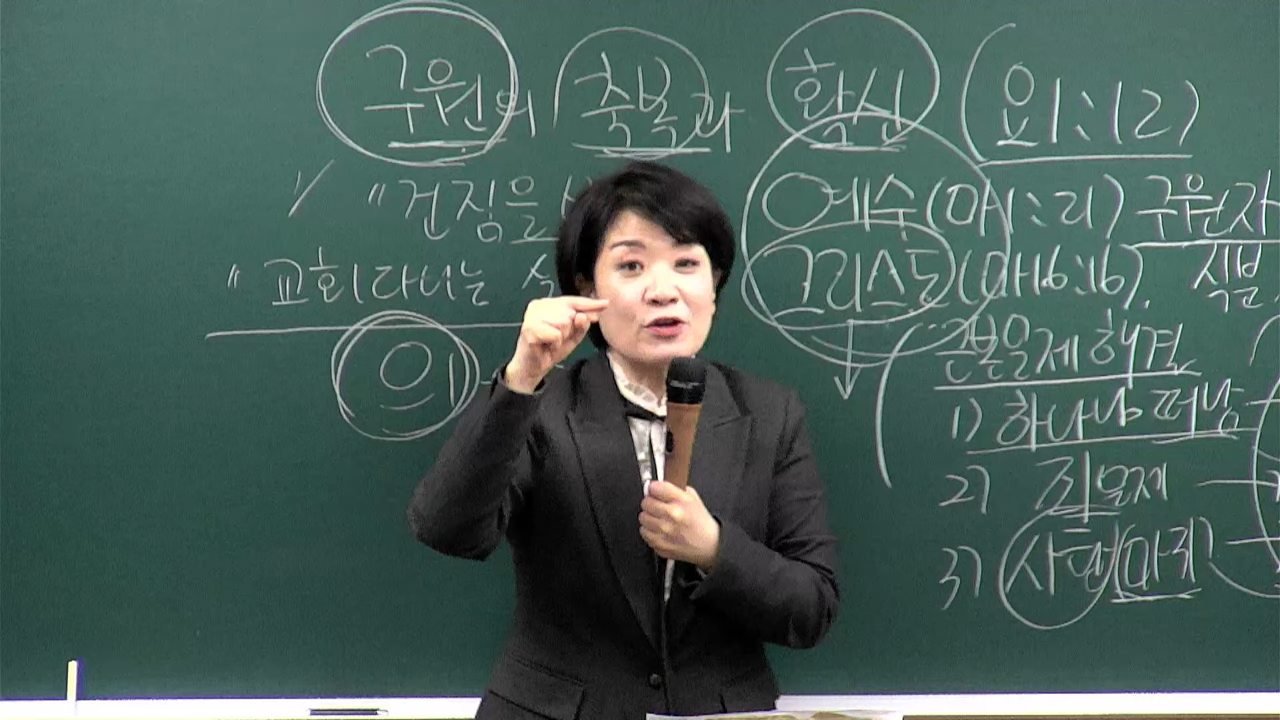 구원의 축복과 확신 (요1:12)
"건짐을
예수(마1:21) 구원자
"교회다니는
그리스도(마16:16). 직분.
근본문제해결
의
1) 하나님 떠남
2) 죄문제
3) 사탄(마귀)